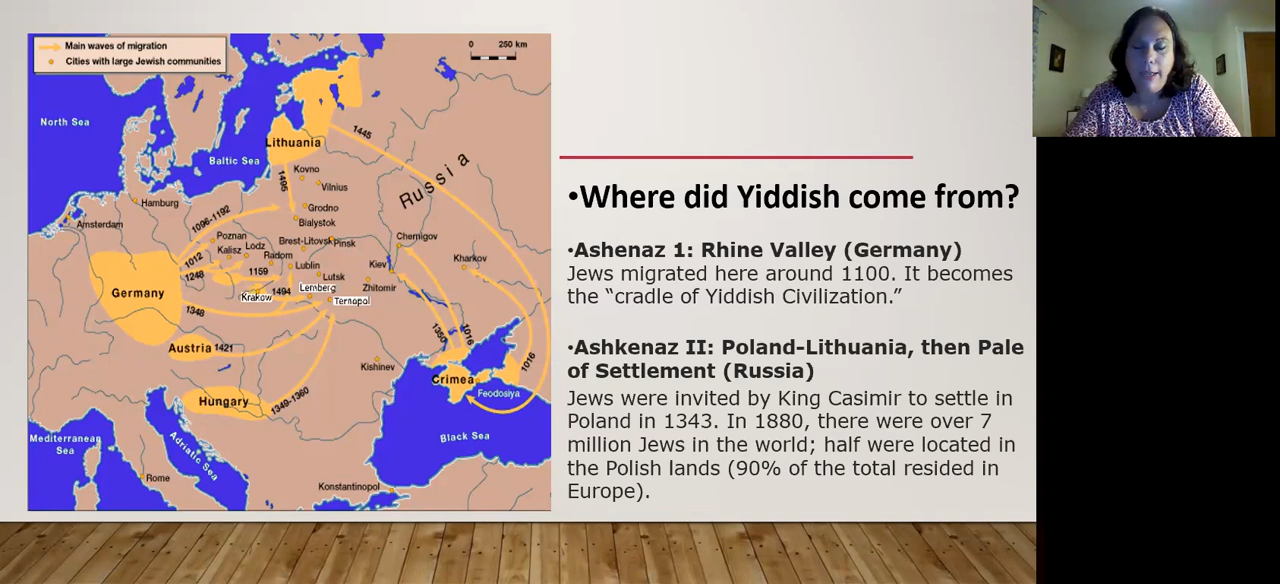 Main waves of migration
Cities with large Jewish communities
0 250 km
North Sea
Baltic Sea
Lithuania
1445
Russia
Kovno
Vilnius
1495
Grodno
Bialystok
Hamburg
Amsterdam
1096-1192
Poznan
Kalisz
Lodz
Radom
Brest-Litovsk
Pinsk
Chernigov
1012
1248
1159
Lublin
Lutsk
Kiev
Kharkov
Zhitomir
Germany
Krakow
1494
Lemberg
Ternopol
1348
Austria
1421
1350
1016
1016
Kishinev
Crimea
Feodosiya
Hungary
1349-1360
Mediterranean
Sea
Adriatic Sea
Black Sea
Rome
Konstantinopel
•Where did Yiddish come from?
•Ashenaz 1: Rhine Valley (Germany)
Jews migrated here around 1100. It becomes
the “cradle of Yiddish Civilization.”
•Ashkenaz II: Poland-Lithuania, then Pale
of Settlement (Russia)
Jews were invited by King Casimir to settle in
Poland in 1343. In 1880, there were over 7
million Jews in the world; half were located in
the Polish lands (90% of the total resided in
Europe).